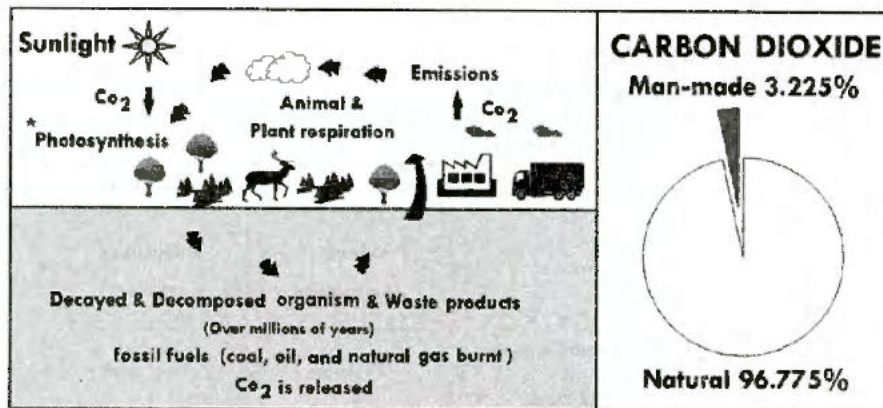 Sunlight
Co2
Emissions
Co2
Animal &
Plant respiration
*Photosynthesis
Decayed & Decomposed organism & Waste products
(Over millions of years)
Fossil fuels (coal, oil, and natural gas burnt)
Co2 is released
CARBON DIOXIDE
Man-made 3.225%
Natural 96.775%